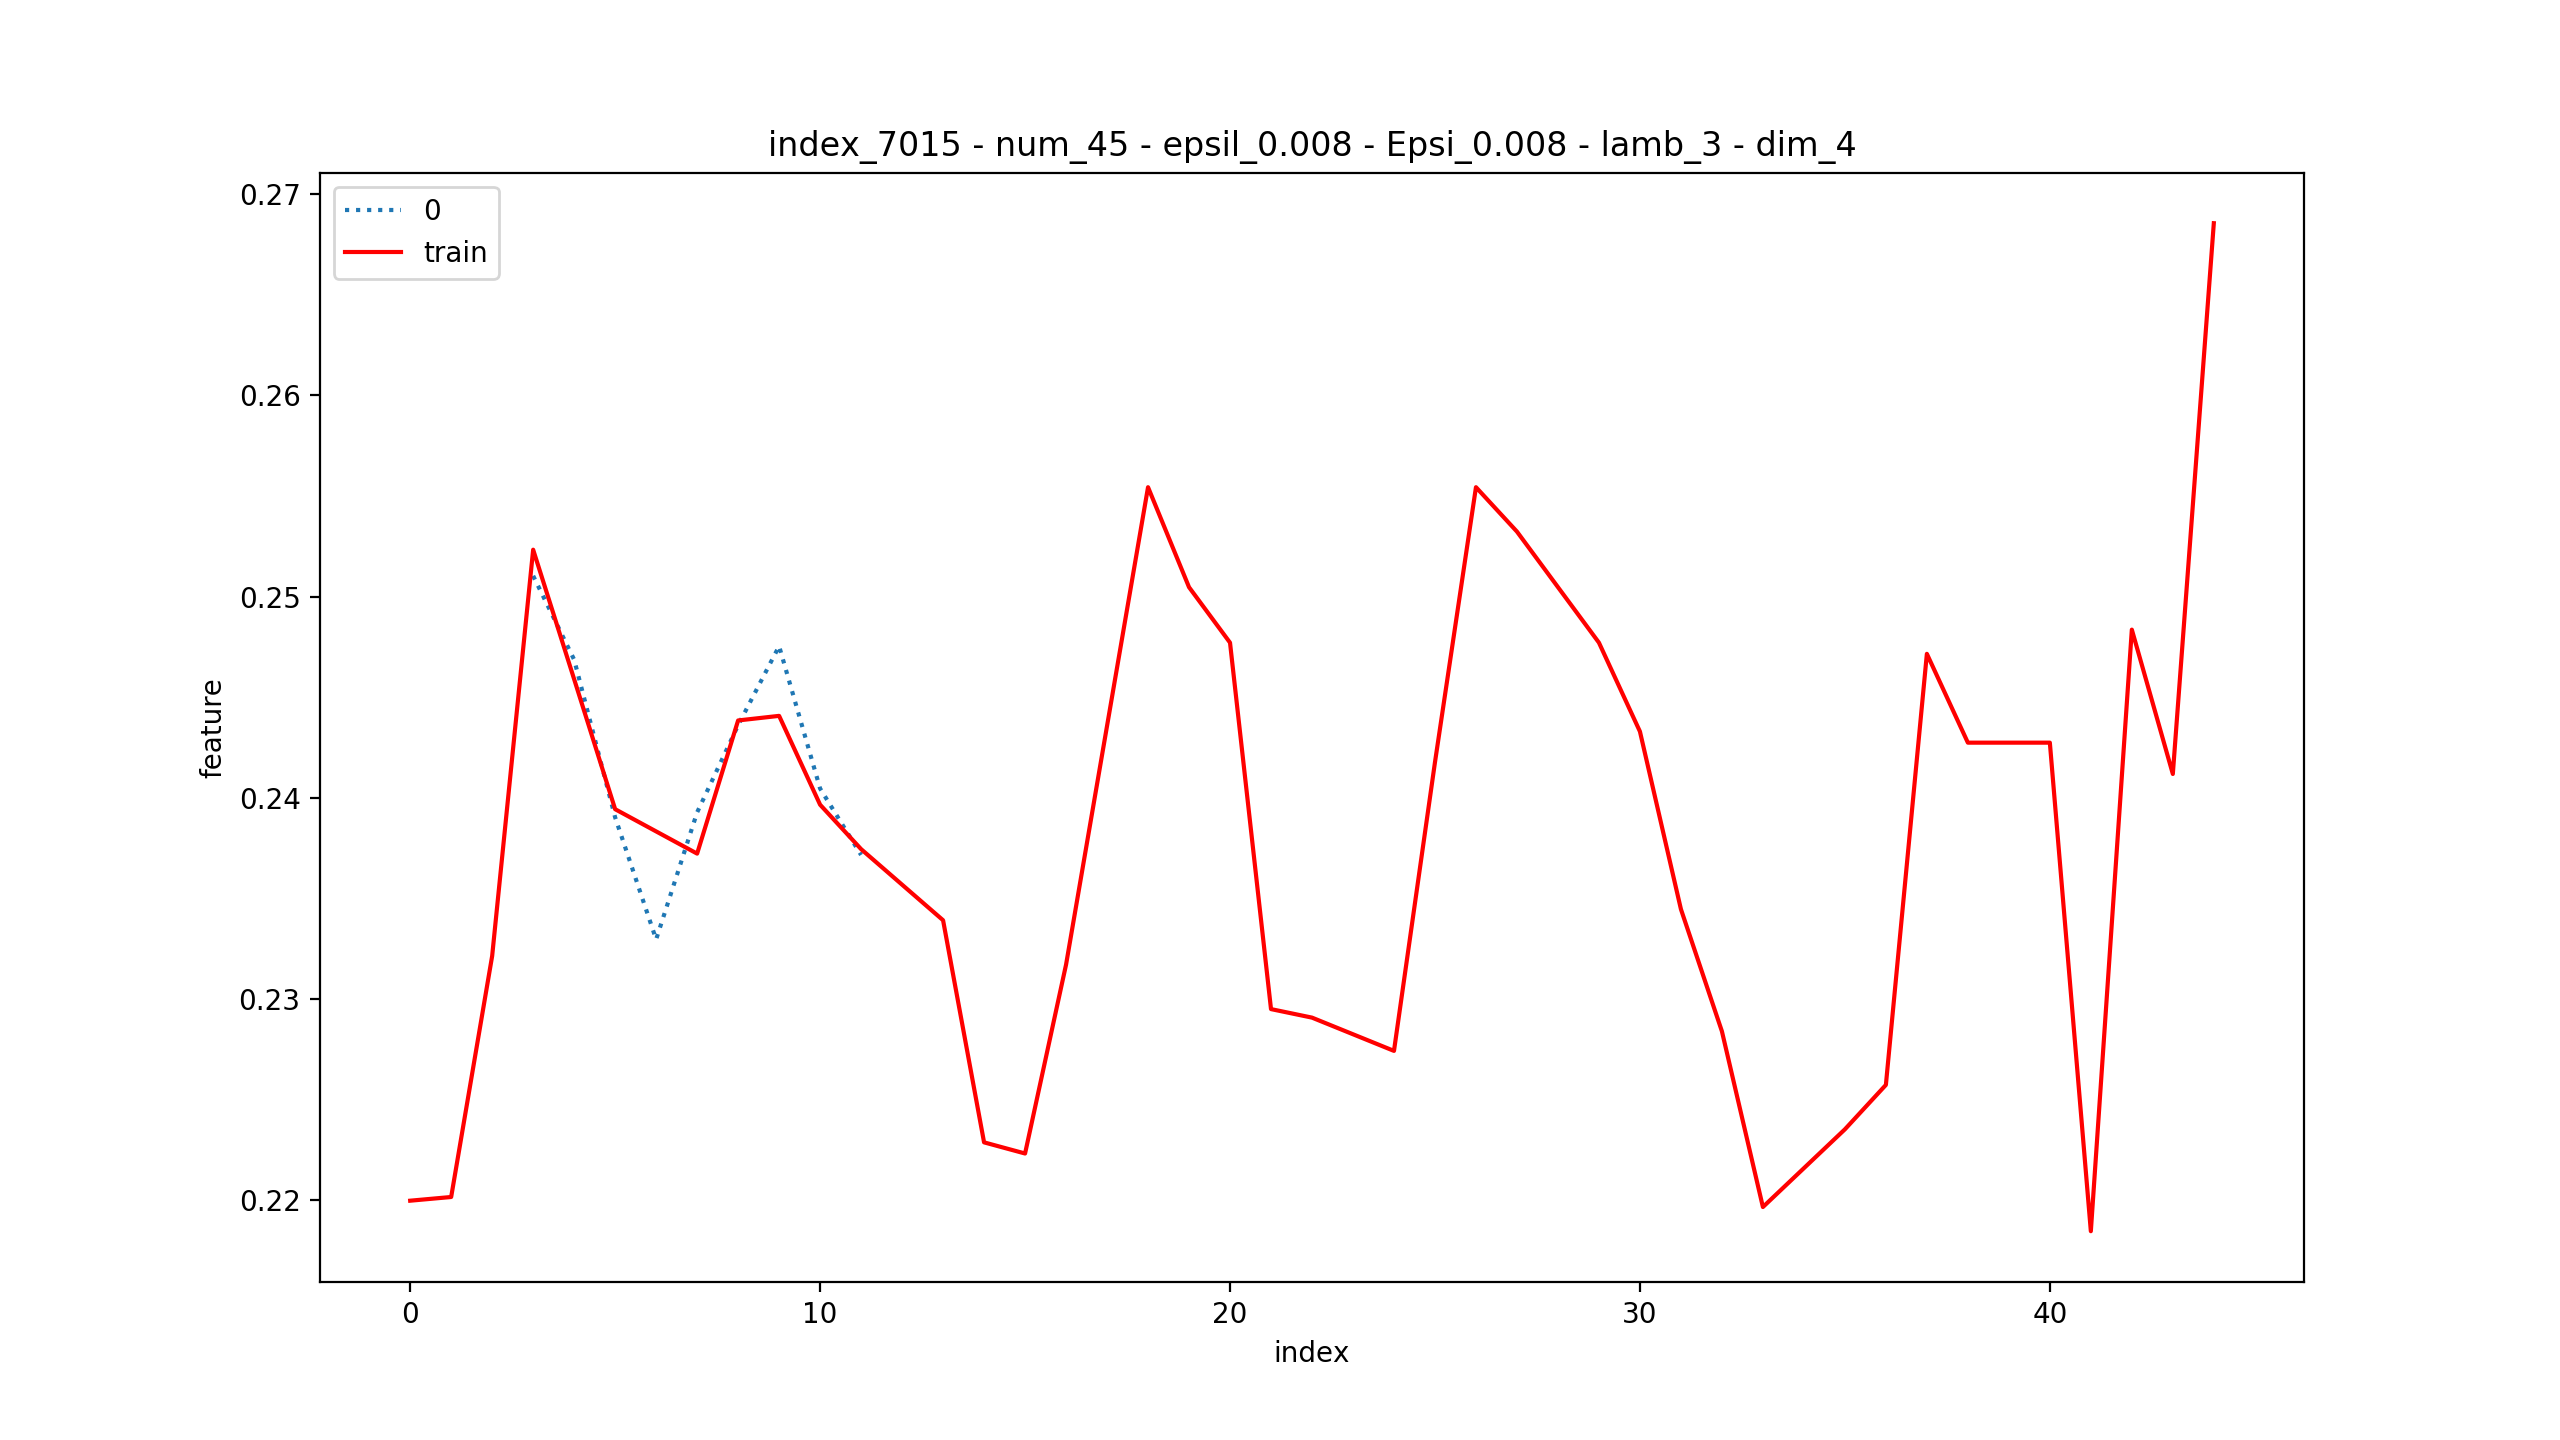 index_7015 - num_45 - epsil_0.008 - Epsi_0.008 - lamb_3 - dim_4
0
train
0.27
0.26
0.25
0.24
0.23
0.22
feature
0 10 20 30 40
index